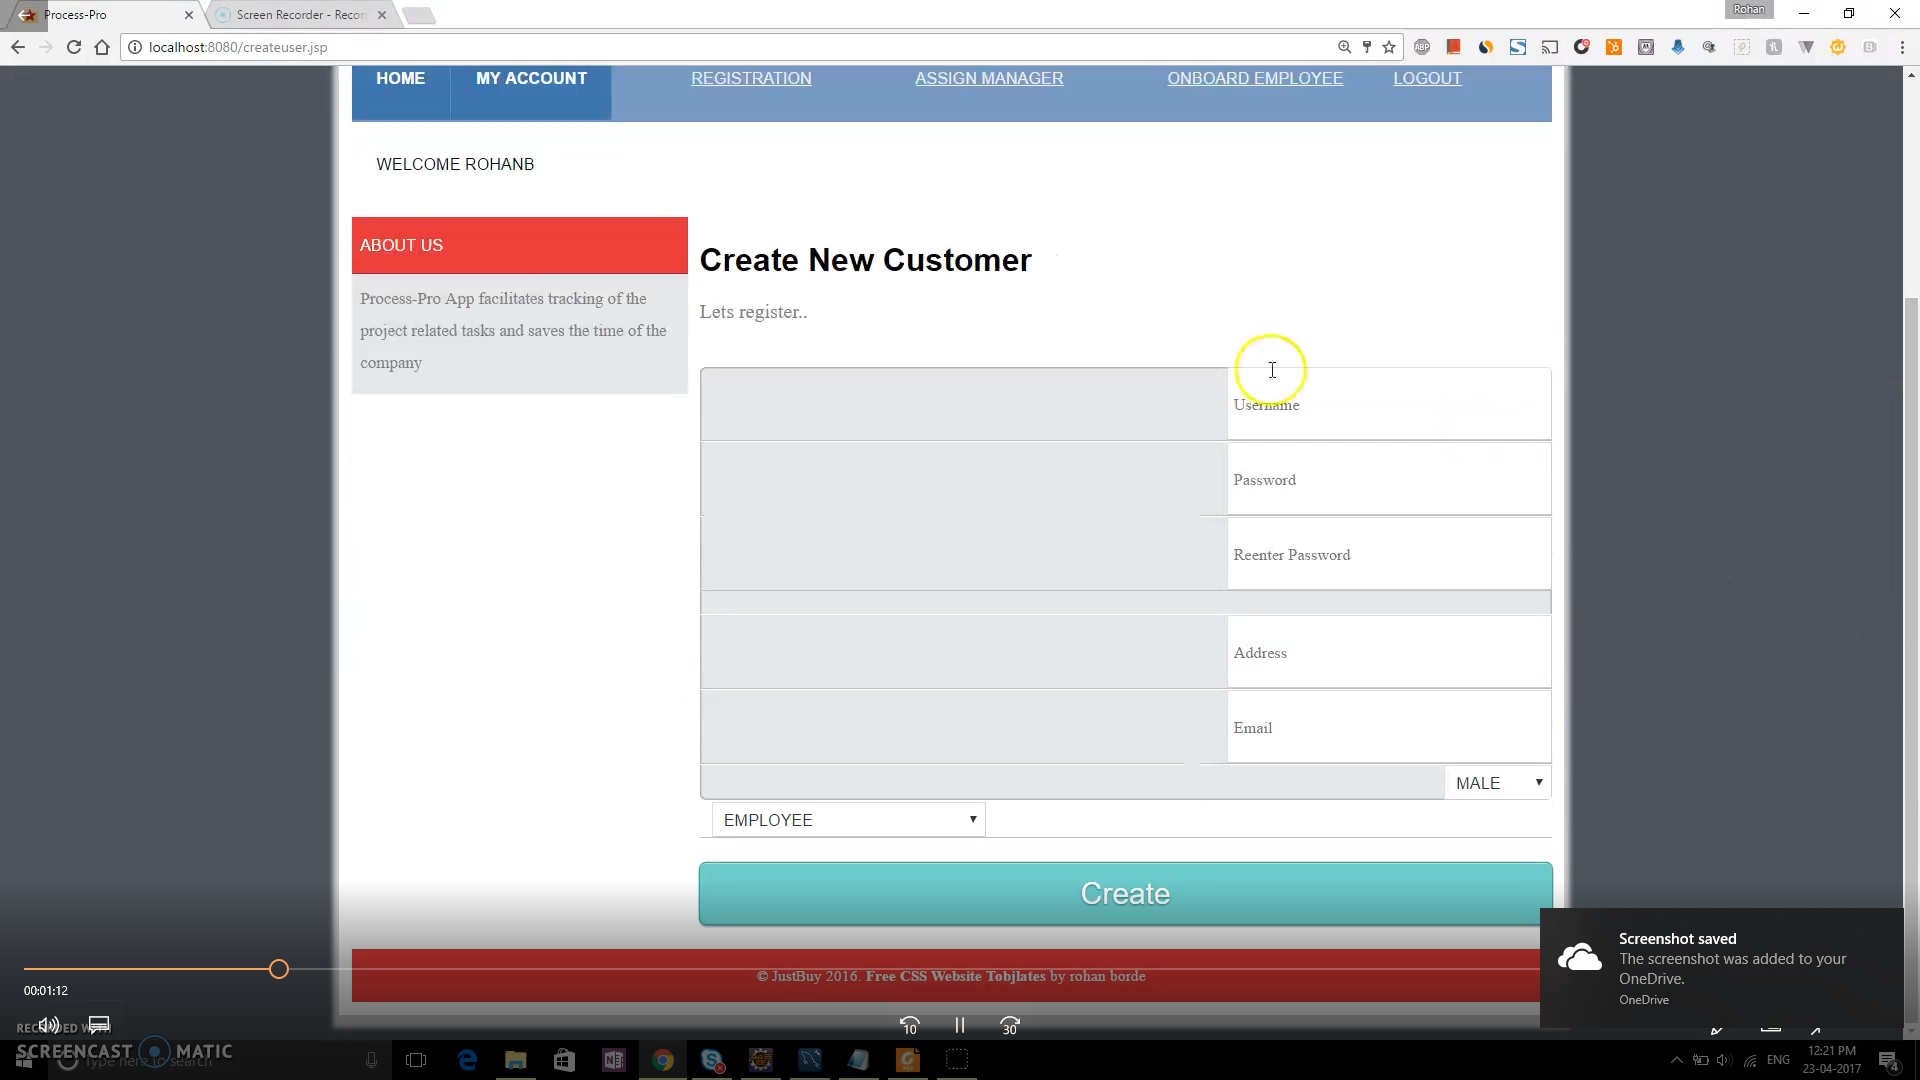 Process-Pro
Screen Recorder - Recor
Rohan
localhost:8080/createuser.jsp
ABP
HOME
MY ACCOUNT
REGISTRATION
ASSIGN MANAGER
ONBOARD EMPLOYEE
LOGOUT
WELCOME ROHANB
ABOUT US
Process-Pro App facilitates tracking of the
project related tasks and saves the time of the
company
Create New Customer
Lets register..
Username
Password
Reenter Password
Address
Email
MALE
EMPLOYEE
Create
© JustBuy 2016. Free CSS Website Tobjlates by rohan borde
Screenshot saved
The screenshot was added to your
OneDrive.
OneDrive
00:01:12
10
30
RECORDED WITH
SCREENCAST MATIC
Type here to search
ENG
12:21 PM
23-04-2017
4